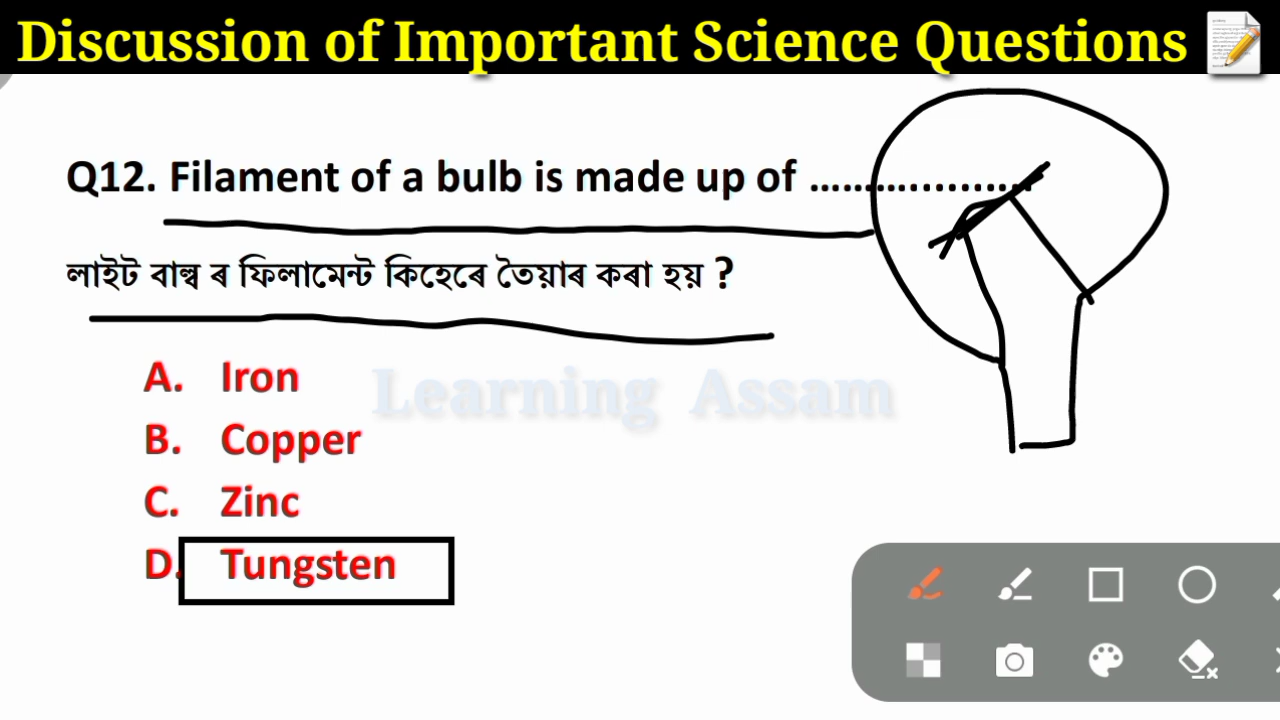 Discussion of Important Science Questions
Q12. Filament of a bulb is made up of ......................
লাইট বাল্ব ৰ ফিলামেন্ট কিহেৰে তৈয়াৰ কৰা হয় ?
A. Iron
Learning Assam
B. Copper
C. Zinc
D. Tungsten